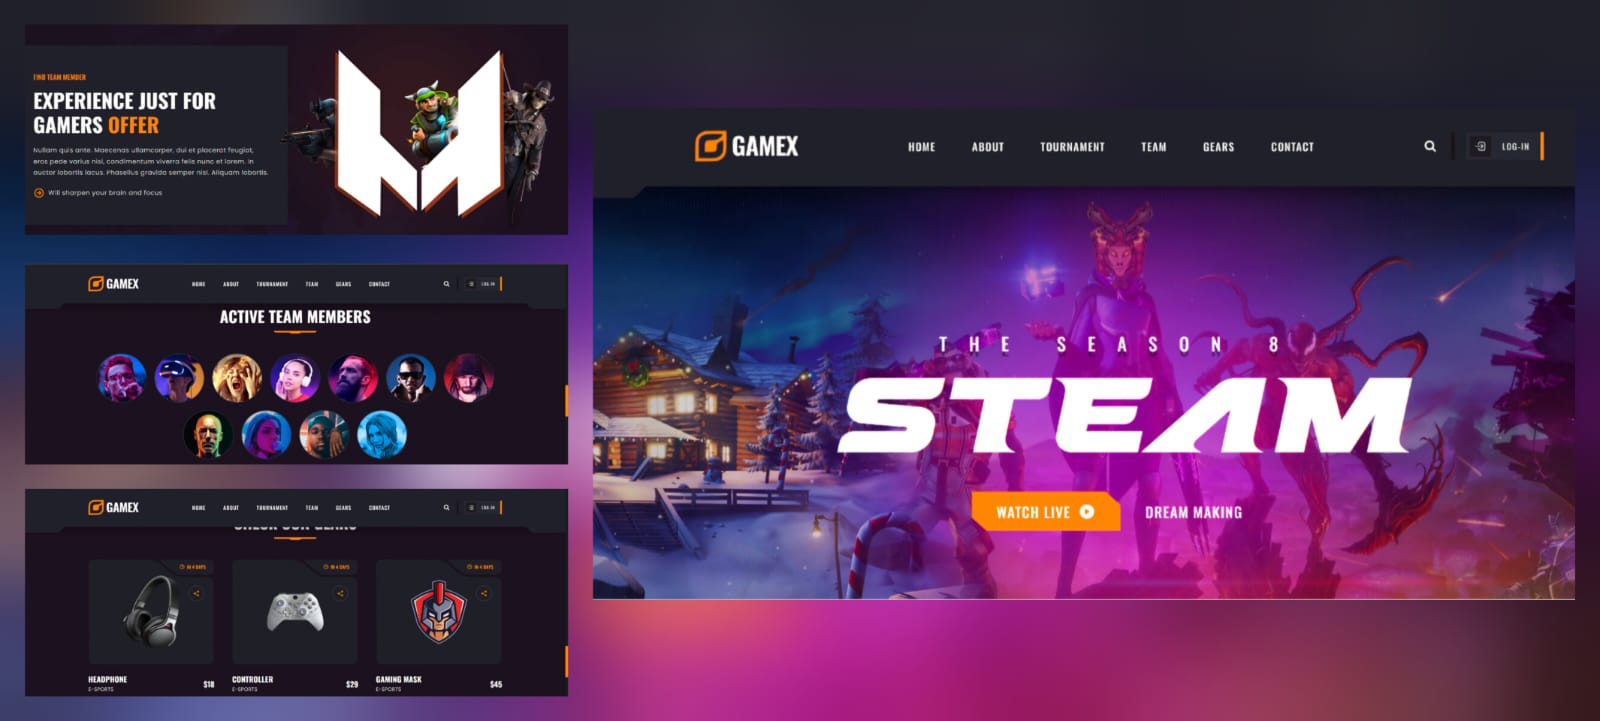 FIND TEAM MEMBER
EXPERIENCE JUST FOR
GAMERS OFFER
Nullam quis ante. Maecenas ullamcorper, dui et placerat feugiat,
eros pede varius nisi, condimentum viverra felis nunc et lorem. In
auctor lobortis lacus. Phasellus gravida semper nisi. Aliquam lobortis.
Will sharpen your brain and focus
GAMEX HOME ABOUT TOURNAMENT TEAM GEARS CONTACT LOG-IN
ACTIVE TEAM MEMBERS
GAMEX HOME ABOUT TOURNAMENT TEAM GEARS CONTACT LOG-IN
CHECK OUR GEARS
IN 4 DAYS IN 4 DAYS IN 4 DAYS
HEADPHONE $18 CONTROLLER $29 GAMING MASK $45
E-SPORTS E-SPORTS E-SPORTS
GAMEX HOME ABOUT TOURNAMENT TEAM GEARS CONTACT LOG-IN
THE SEASON 8
STEAM
WATCH LIVE DREAM MAKING